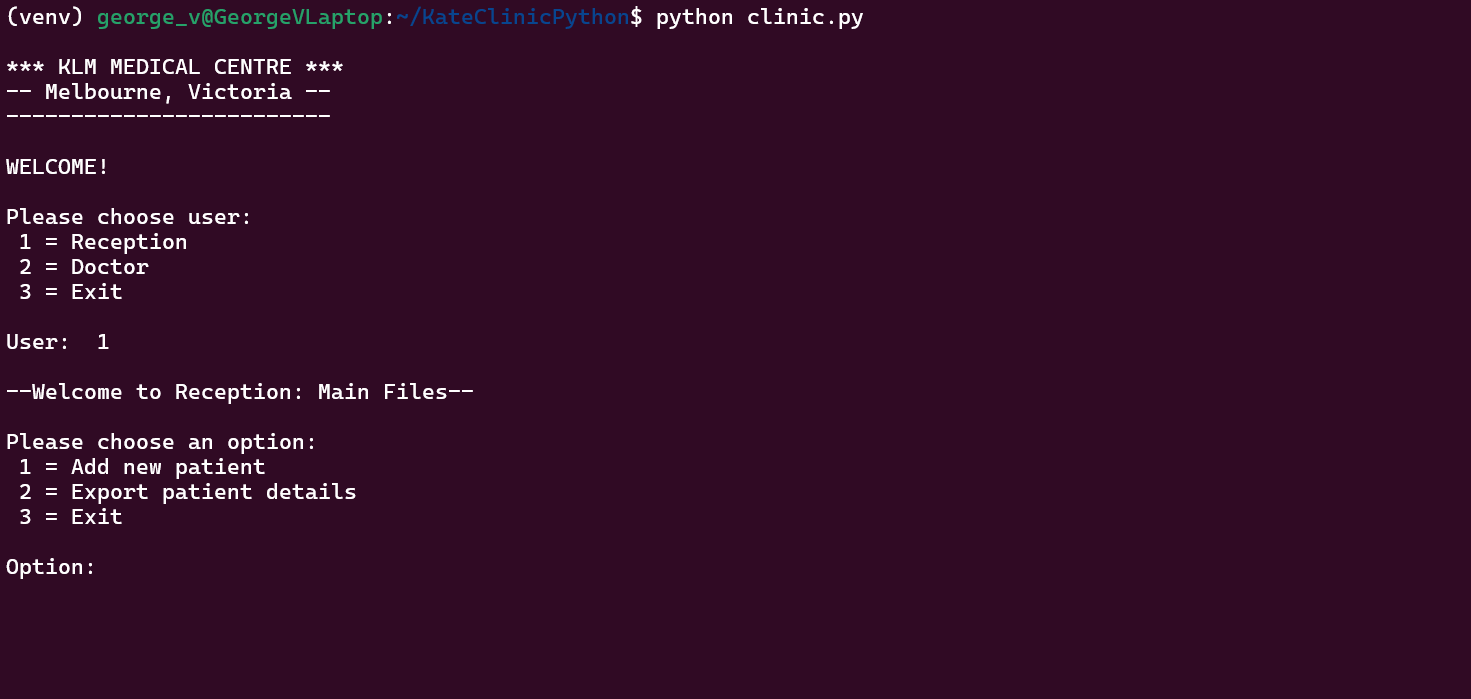 (venv) george_v@GeorgeVLaptop:~/KateClinicPython$ python clinic.py
*** KLM MEDICAL CENTRE ***
-- Melbourne, Victoria --
-------------------------
WELCOME!
Please choose user:
 1 = Reception
 2 = Doctor
 3 = Exit
User:  1
--Welcome to Reception: Main Files--
Please choose an option:
 1 = Add new patient
 2 = Export patient details
 3 = Exit
Option: